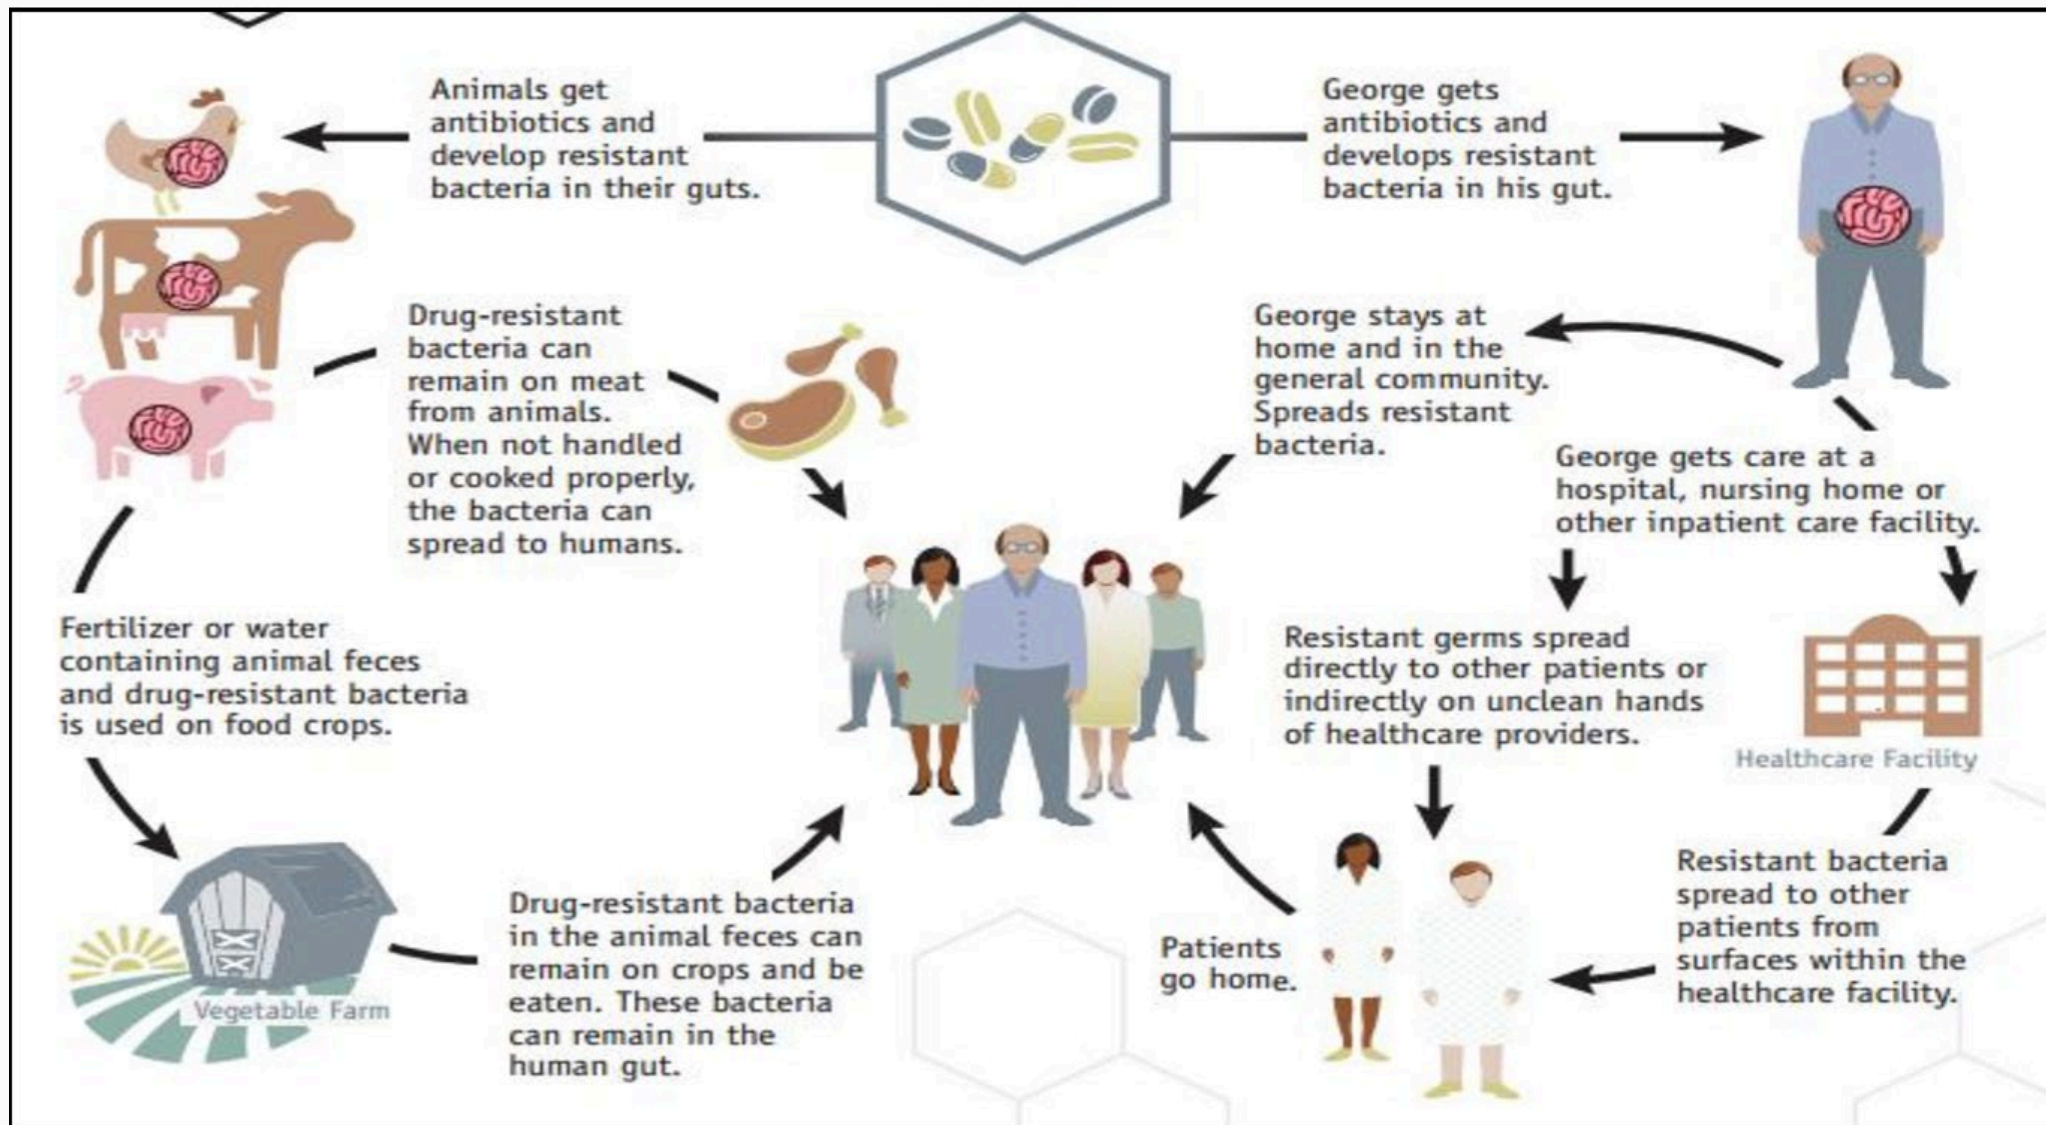 Animals get
antibiotics and
develop resistant
bacteria in their guts.
George gets
antibiotics and
develops resistant
bacteria in his gut.
Drug-resistant
bacteria can
remain on meat
from animals.
When not handled
or cooked properly,
the bacteria can
spread to humans.
George stays at
home and in the
general community.
Spreads resistant
bacteria.
George gets care at a
hospital, nursing home or
other inpatient care facility.
Fertilizer or water
containing animal feces
and drug-resistant bacteria
is used on food crops.
Resistant germs spread
directly to other patients or
indirectly on unclean hands
of healthcare providers.
Healthcare Facility
Vegetable Farm
Drug-resistant bacteria
in the animal feces can
remain on crops and be
eaten. These bacteria
can remain in the
human gut.
Patients
go home.
Resistant bacteria
spread to other
patients from
surfaces within the
healthcare facility.